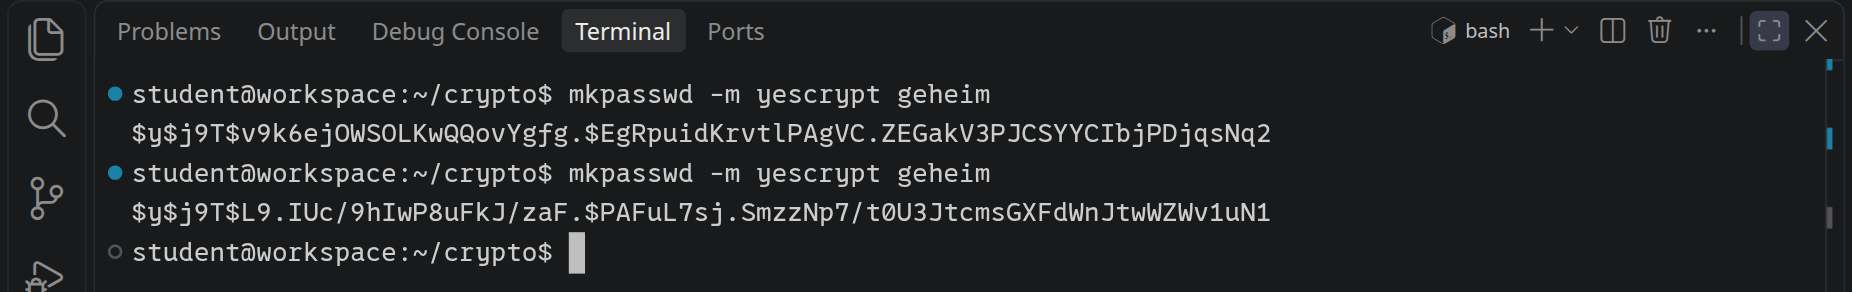 Problems Output Debug Console Terminal Ports bash
student@workspace:~/crypto$ mkpasswd -m yescrypt geheim
$y$j9T$v9k6ejOWSOLKwQQovYgfg.$EgRpuidKrvtlPAgVC.ZEGakV3PJCSYYCIbjPDjqsNq2
student@workspace:~/crypto$ mkpasswd -m yescrypt geheim
$y$j9T$L9.IUc/9hIwP8uFkJ/zaF.$PAFuL7sj.SmzzNp7/t0U3JtcmsGXFdWnJtwWZWv1uN1
student@workspace:~/crypto$